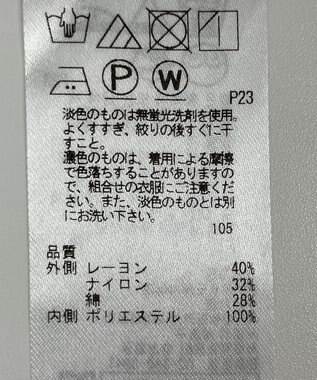 P
W
P23
淡色のものは無蛍光洗剤を使用。
よくすすぎ、絞りの後すぐに干
すこと。
濃色のものは、着用による摩擦
で色落ちすることがありますの
で、組合せの衣服にご注意くだ
さい。また、淡色のものとは別
にお洗い下さい。
105
品質
外側 レーヨン 40%
ナイロン 32%
綿 28%
内側 ポリエステル 100%